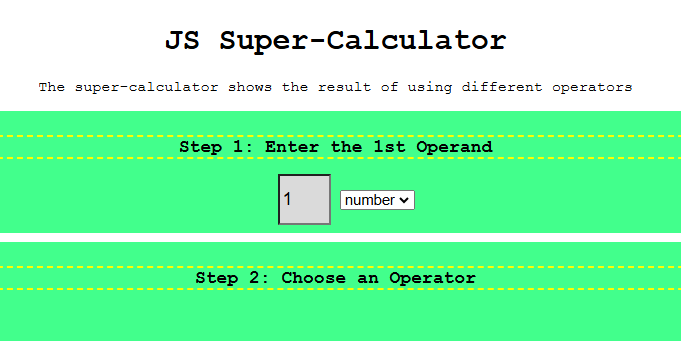 JS Super-Calculator
The super-calculator shows the result of using different operators
Step 1: Enter the 1st Operand
1 number
Step 2: Choose an Operator